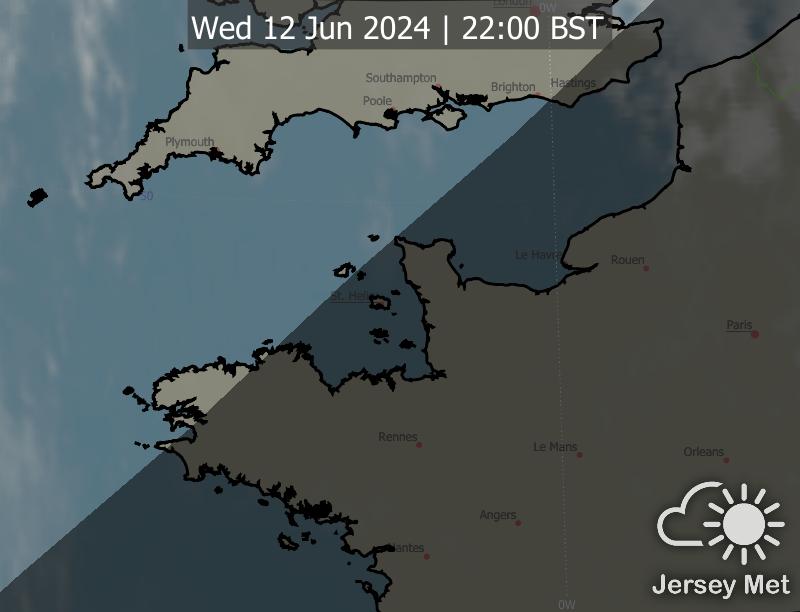 London
0W
Wed 12 Jun 2024 | 22:00 BST
Southampton
Brighton
Hastings
Poole
Plymouth
50
Le Havre
Rouen
St. Helier
Paris
Rennes
Le Mans
Orleans
Angers
Nantes
Jersey Met
0W